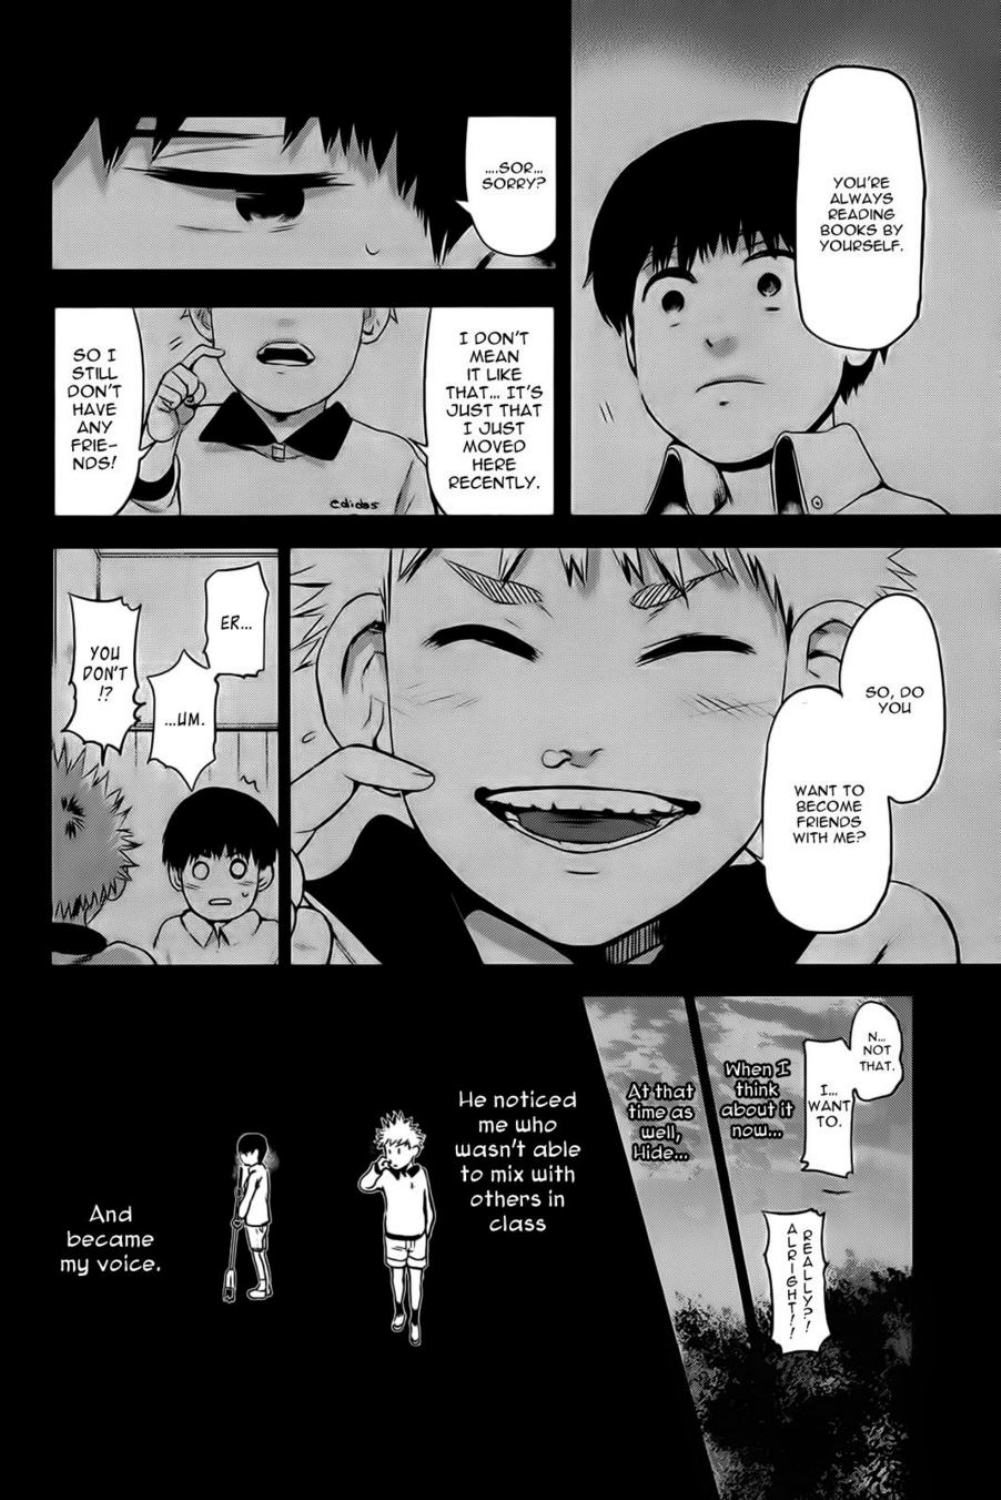 YOU'RE
ALWAYS
READING
BOOKS BY
YOURSELF.
....SOR...
SORRY?
I DON'T
MEAN
IT LIKE
THAT... IT'S
JUST THAT
I JUST
MOVED
HERE
RECENTLY.
edidas
SO I
STILL
DON'T
HAVE
ANY
FRIE-
NDS!
SO, DO
YOU
WANT TO
BECOME
FRIENDS
WITH ME?
ER...
...UM.
YOU
DON'T
!?
N...
NOT
THAT.
I...
WANT
TO.
REALLY?!
ALRIGHT!!
When I
think
about it
now...
At that
time as
well,
Hide...
He noticed
me who
wasn't able
to mix with
others in
class
And
became
my voice.